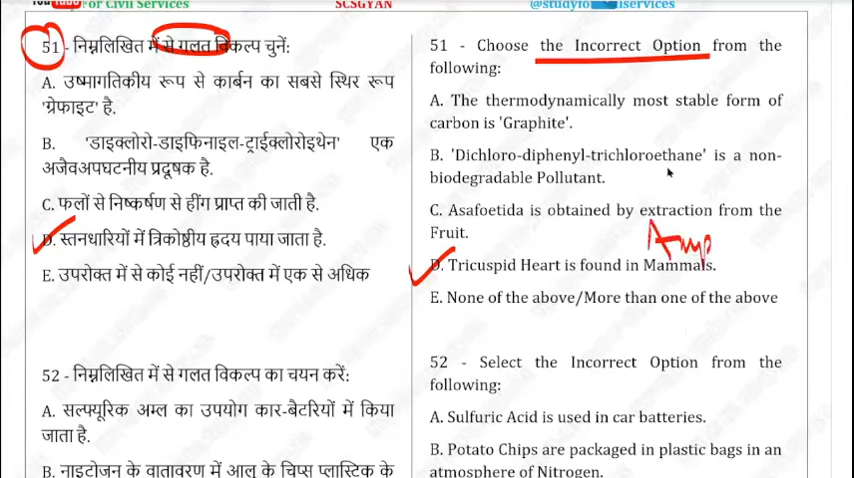 For Civil Services
SCSGYAN
51 - निम्नलिखित में से गलत विकल्प चुनें:
A. उष्मागतिकीय रूप से कार्बन का सबसे स्थिर रूप
'ग्रेफाइट' है.
B. 'डाइक्लोरो-डाइफिनाइल-ट्राईक्लोरोइथेन' एक
अजैवअपघटनीय प्रदूषक है.
C. फलों से निष्कर्षण से हींग प्राप्त की जाती है.
D. स्तनधारियों में त्रिकोष्ठीय ह्रदय पाया जाता है.
E. उपरोक्त में से कोई नहीं/उपरोक्त में एक से अधिक
52 - निम्नलिखित में से गलत विकल्प का चयन करें:
A. सल्फ्यूरिक अम्ल का उपयोग कार-बैटरियों में किया
जाता है.
B. नाइट्रोजन के वातावरण में आलू के चिप्स प्लास्टिक के
51 - Choose the Incorrect Option from the
following:
A. The thermodynamically most stable form of
carbon is 'Graphite'.
B. 'Dichloro-diphenyl-trichloroethane' is a non-
biodegradable Pollutant.
C. Asafoetida is obtained by extraction from the
Fruit.
Amp
D. Tricuspid Heart is found in Mammals.
E. None of the above/More than one of the above
52 - Select the Incorrect Option from the
following:
A. Sulfuric Acid is used in car batteries.
B. Potato Chips are packaged in plastic bags in an
atmosphere of Nitrogen.